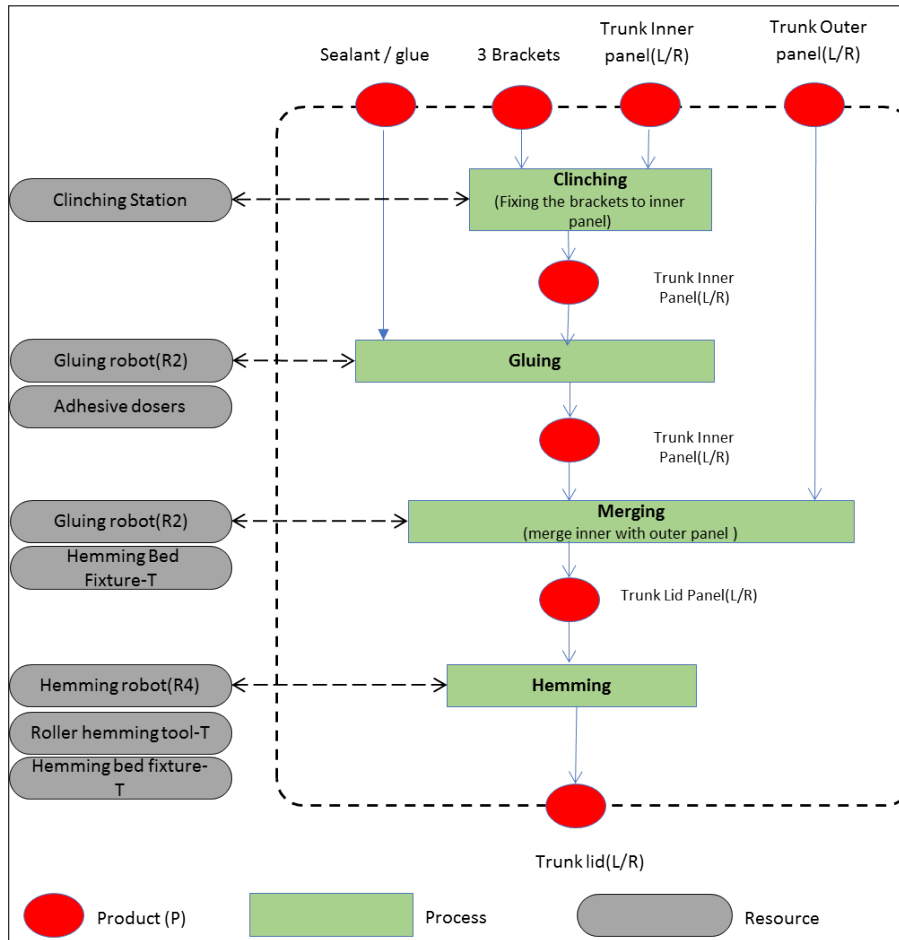 Sealant / glue
3 Brackets
Trunk Inner
panel(L/R)
Trunk Outer
panel(L/R)
Clinching
(Fixing the brackets to inner
panel)
Clinching Station
Trunk Inner
Panel(L/R)
Gluing robot(R2)
Gluing
Adhesive dosers
Trunk Inner
Panel(L/R)
Gluing robot(R2)
Merging
(merge inner with outer panel )
Hemming Bed
Fixture-T
Trunk Lid Panel(L/R)
Hemming robot(R4)
Hemming
Roller hemming tool-T
Hemming bed fixture-
T
Trunk lid(L/R)
Product (P)
Process
Resource